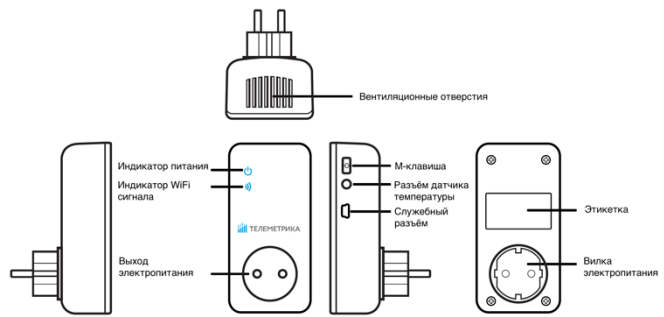 Вентиляционные отверстия
Индикатор питания
Индикатор WiFi
сигнала
ТЕЛЕМЕТРИКА
Выход
электропитания
М-клавиша
Разъём датчика
температуры
Служебный
разъём
Этикетка
Вилка
электропитания